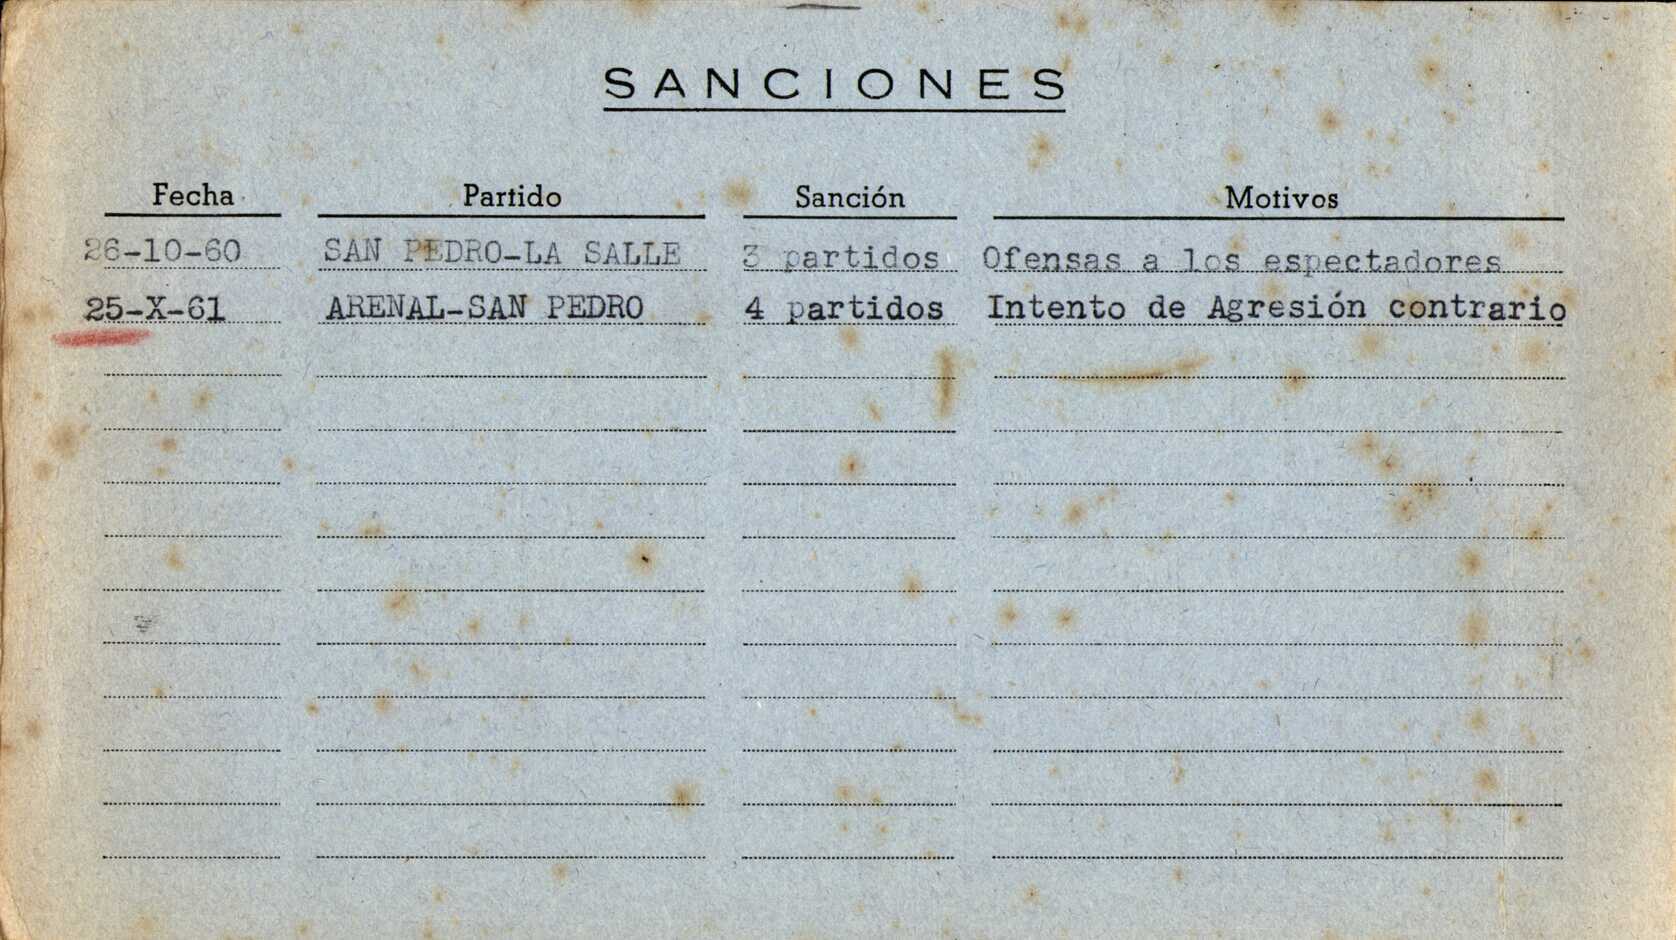 SANCIONES
Fecha Partido Sanción Motivos
26-10-60 SAN PEDRO-LA SALLE 3 partidos Ofensas a los espectadores
25-X-61 ARENAL-SAN PEDRO 4 partidos Intento de Agresión contrario